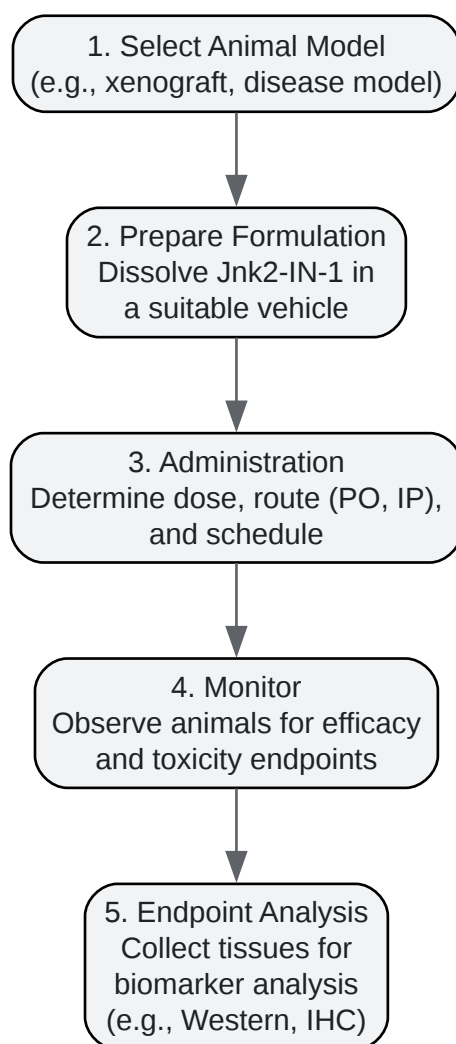 1. Select Animal Model
(e.g., xenograft, disease model)
2. Prepare Formulation
Dissolve Jnk2-IN-1 in
a suitable vehicle
3. Administration
Determine dose, route (PO, IP),
and schedule
4. Monitor
Observe animals for efficacy
and toxicity endpoints
5. Endpoint Analysis
Collect tissues for
biomarker analysis
(e.g., Western, IHC)